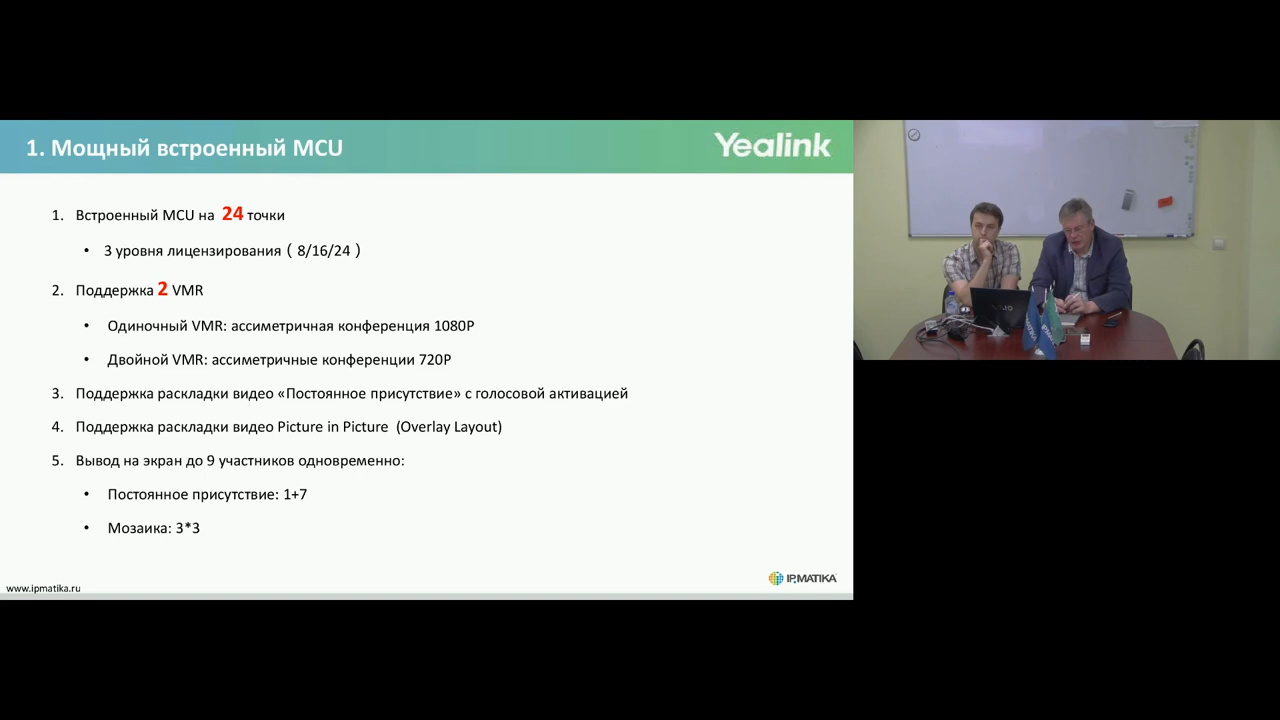 1. Мощный встроенный MCU
Yealink
1. Встроенный MCU на 24 точки
• 3 уровня лицензирования ( 8/16/24 )
2. Поддержка 2 VMR
• Одиночный VMR: ассиметричная конференция 1080P
• Двойной VMR: ассиметричные конференции 720P
3. Поддержка раскладки видео «Постоянное присутствие» с голосовой активацией
4. Поддержка раскладки видео Picture in Picture (Overlay Layout)
5. Вывод на экран до 9 участников одновременно:
• Постоянное присутствие: 1+7
• Мозаика: 3*3
www.ipmatika.ru
IPMATIKA